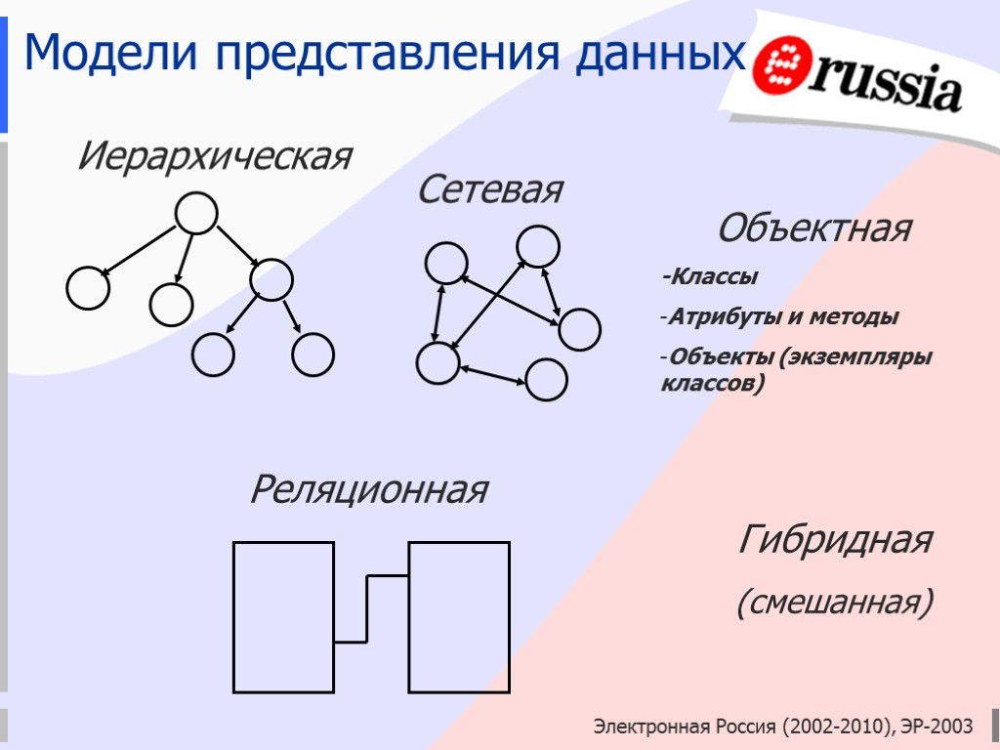 Модели представления данных
russia
Иерархическая
Сетевая
Объектная
-Классы
-Атрибуты и методы
-Объекты (экземпляры
классов)
Реляционная
Гибридная
(смешанная)
Электронная Россия (2002-2010), ЭР-2003